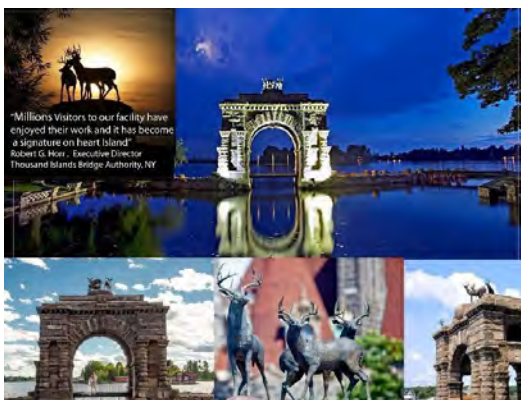 "Millions Visitors to our facility have
enjoyed their work and it has become
a signature on heart Island"
Robert G. Horr , Executive Director
Thousand Islands Bridge Authority, NY